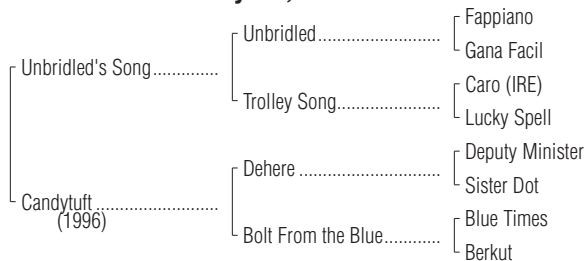 Unbridled's Song..............
Unbridled..................
Fappiano
Gana Facil
Trolley Song...............
Caro (IRE)
Lucky Spell
Candytuft..........................
(1996)
Dehere .....................
Deputy Minister
Sister Dot
Bolt From the Blue............
Blue Times
Berkut